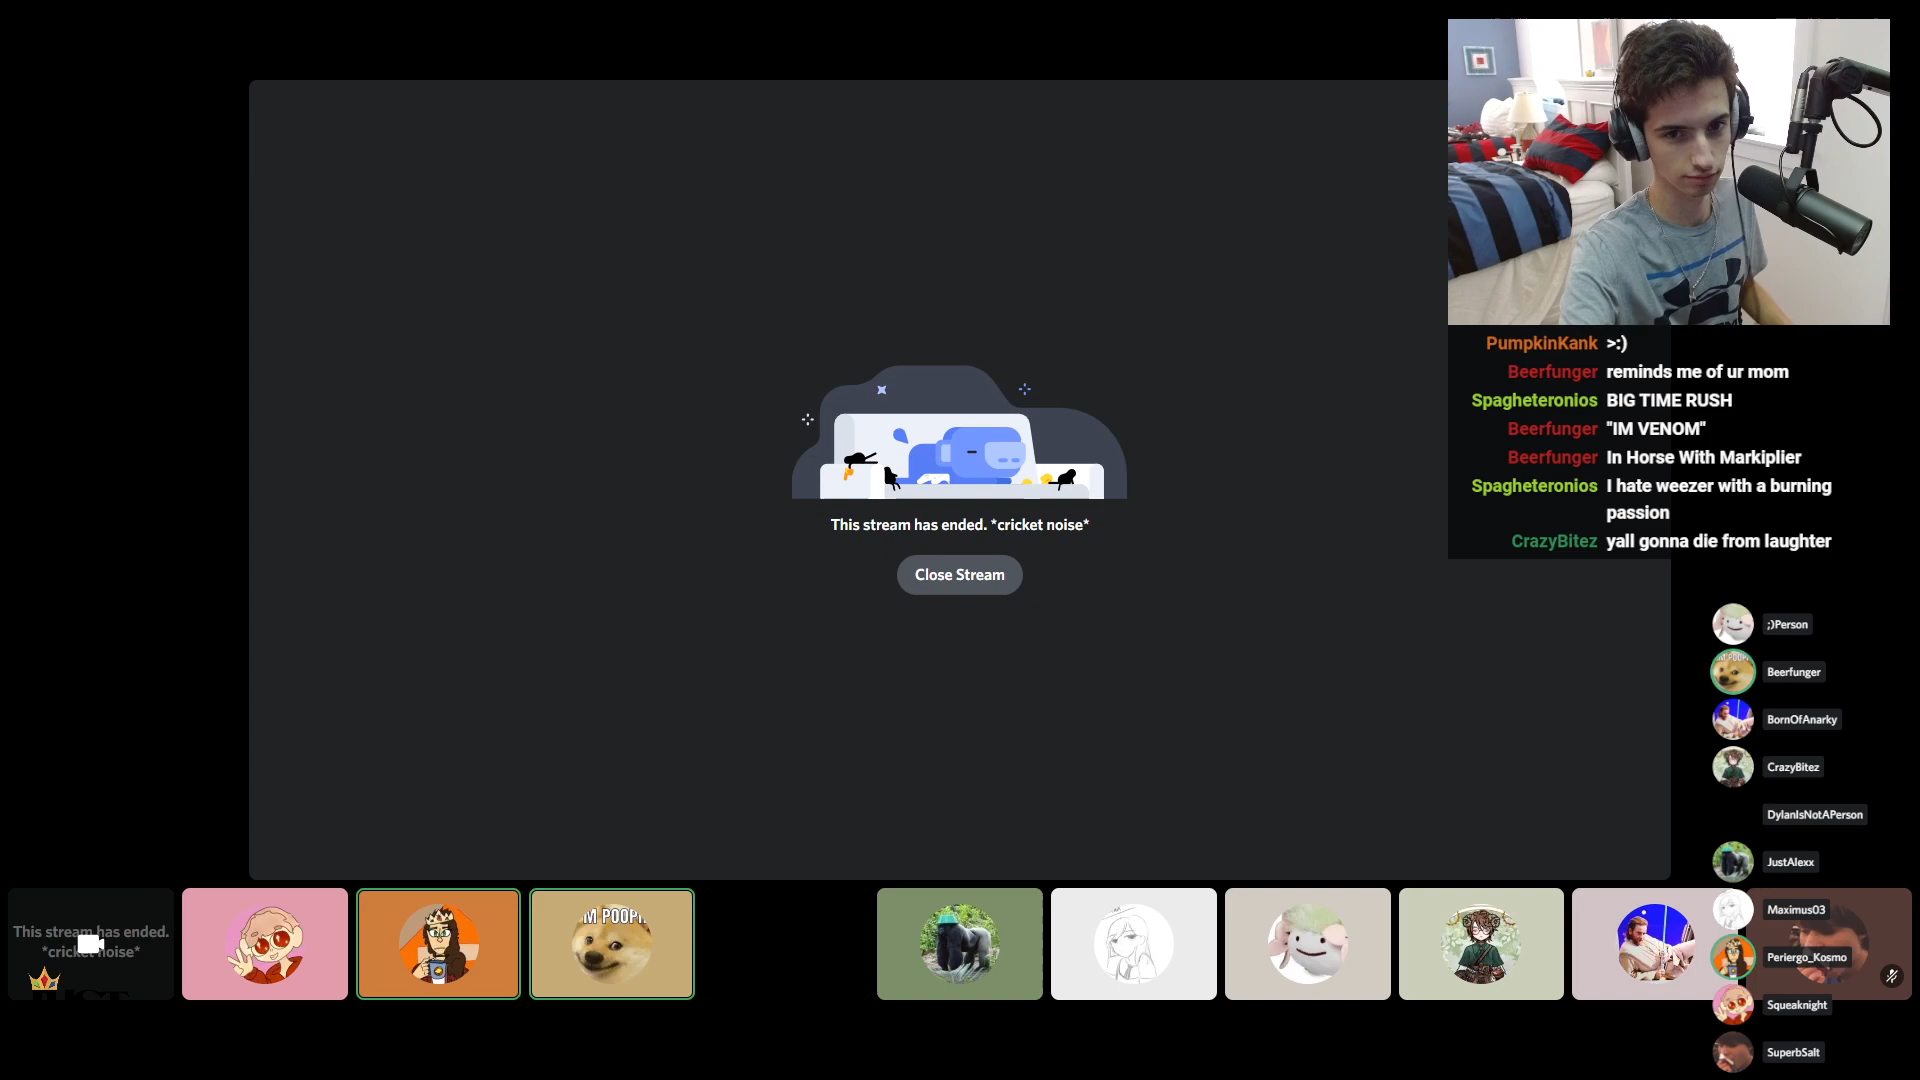 PumpkinKank >:)
Beerfunger reminds me of ur mom
Spagheteronios BIG TIME RUSH
Beerfunger "IM VENOM"
Beerfunger In Horse With Markiplier
Spagheteronios I hate weezer with a burning
passion
CrazyBitez yall gonna die from laughter
This stream has ended. *cricket noise*
Close Stream
;)Person
Beerfunger
BornOfAnarky
CrazyBitez
DylanIsNotAPerson
JustAlexx
Maximus03
Periergo_Kosmo
Squeaknight
SuperbSalt
This stream has ended.
*cricket noise*